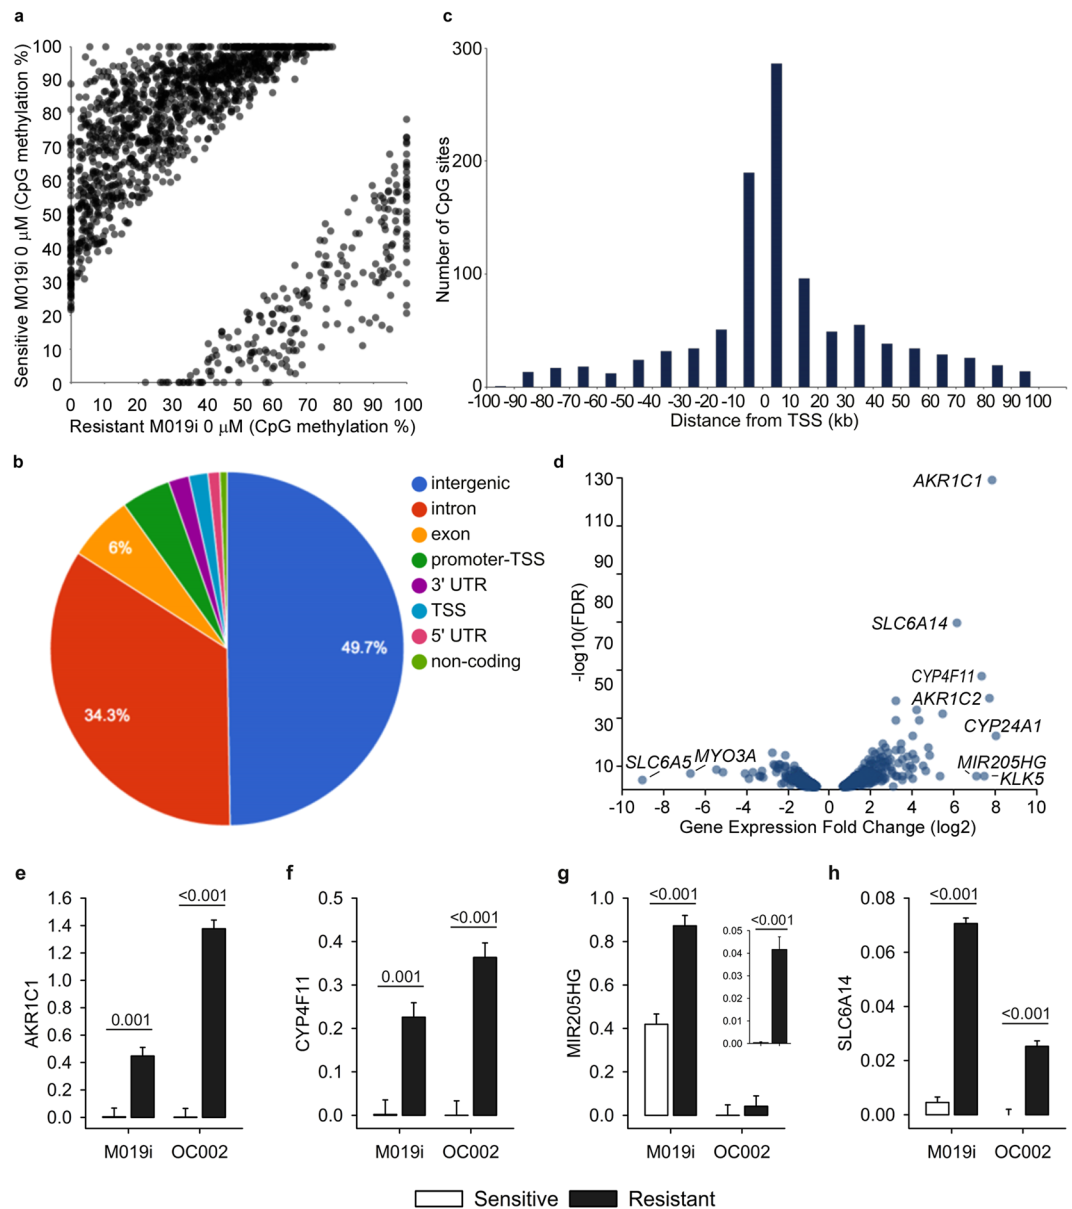 a
Sensitive M019i 0 μM (CpG methylation %)
100
90
80
70
60
50
40
30
20
10
0
0 10 20 30 40 50 60 70 80 90 100
Resistant M019i 0 μM (CpG methylation %)
c
Number of CpG sites
300
200
100
0
-100 -90 -80 -70 -60 -50 -40 -30 -20 -10 0 10 20 30 40 50 60 70 80 90 100
Distance from TSS (kb)
b
6%
34.3%
49.7%
intergenic
intron
exon
promoter-TSS
3' UTR
TSS
5' UTR
non-coding
d
-log10(FDR)
130
110
90
80
70
50
30
10
AKR1C1
SLC6A14
CYP4F11
AKR1C2
CYP24A1
SLC6A5 MYO3A
MIR205HG
KLK5
-10 -8 -6 -4 -2 0 2 4 6 8 10
Gene Expression Fold Change (log2)
e
AKR1C1
1.6
1.4
1.2
1.0
0.8
0.6
0.4
0.2
0.0
0.001
<0.001
M019i OC002
f
CYP4F11
0.5
0.4
0.3
0.2
0.1
0.0
0.001
<0.001
M019i OC002
g
MIR205HG
1.0
0.8
0.6
0.4
0.2
0.0
<0.001
<0.001
0.05
0.04
0.03
0.02
0.01
0.00
M019i OC002
h
SLC6A14
0.08
0.06
0.04
0.02
0.00
<0.001
<0.001
M019i OC002
Sensitive Resistant